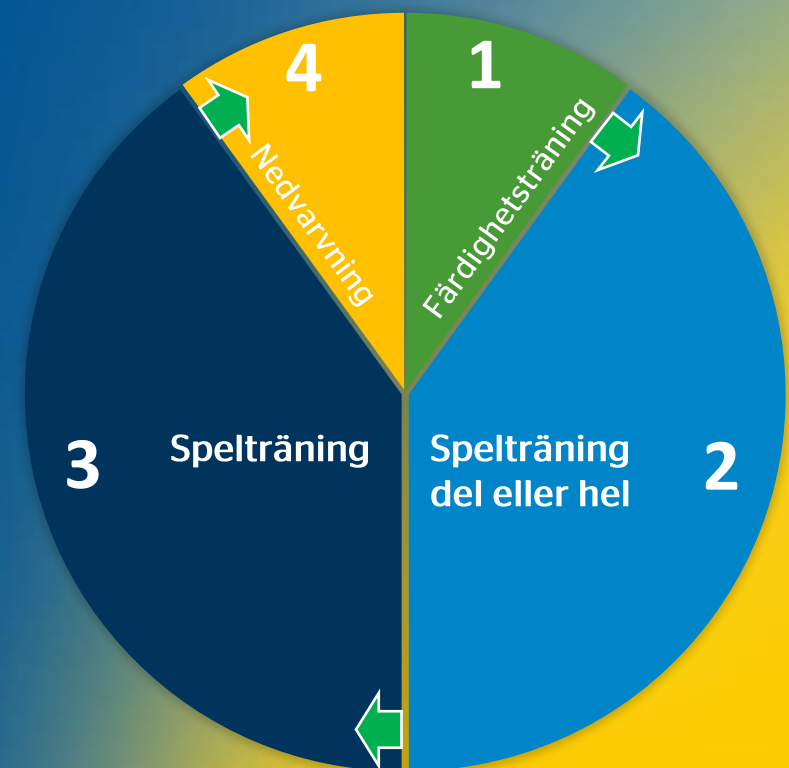 4
1
Nedvarvning
Färdighetsträning
3
Spelträning
Spelträning
del eller hel
2